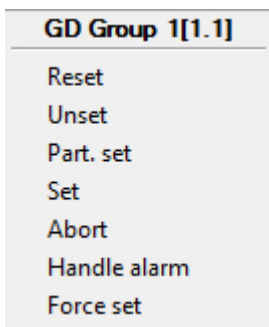 GD Group 1[1.1]
Reset
Unset
Part. set
Set
Abort
Handle alarm
Force set